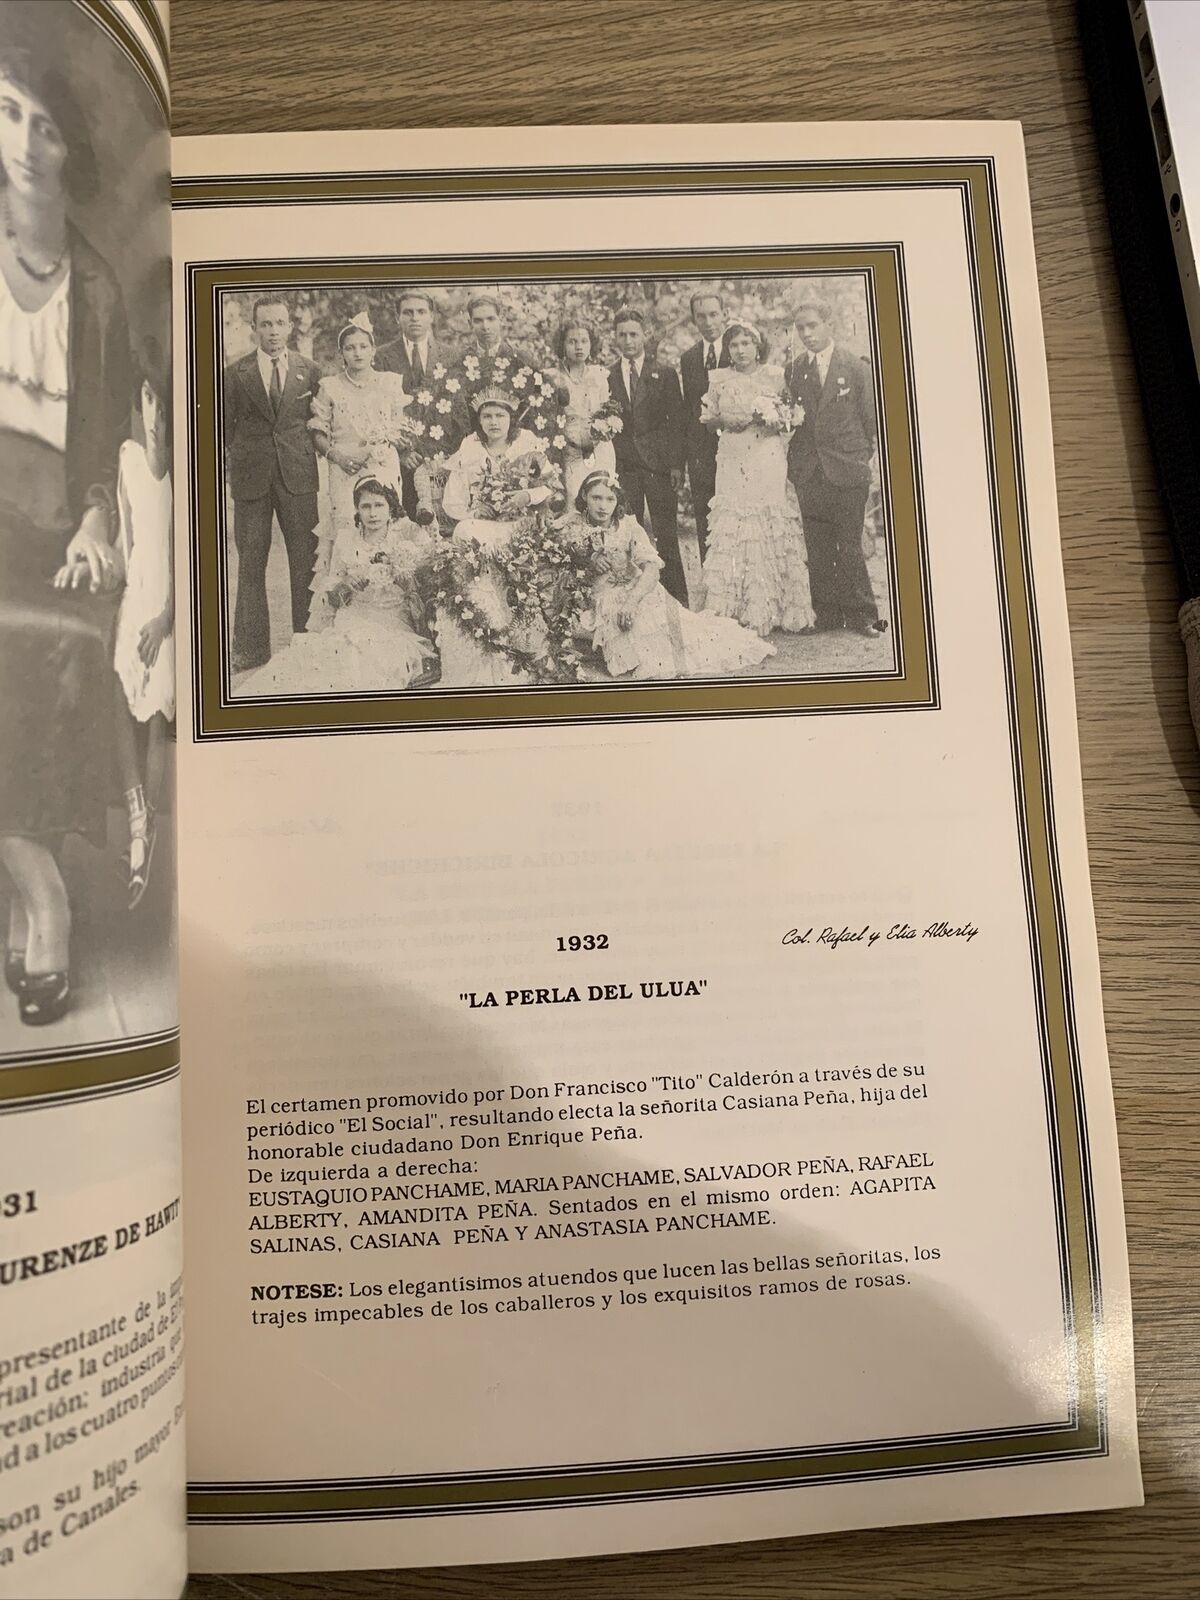 31
URENZE DE HAWIT
presentante de la
rial de la ciudad de El
reación; industria que
d a los cuatro puntos
son su hijo mayor
a de Canales.
1932
Col. Rafael y Elia Alberty
"LA PERLA DEL ULUA"
El certamen promovido por Don Francisco "Tito" Calderón a través de su
periódico "El Social", resultando electa la señorita Casiana Peña, hija del
honorable ciudadano Don Enrique Peña.
De izquierda a derecha:
EUSTAQUIO PANCHAME, MARIA PANCHAME, SALVADOR PEÑA, RAFAEL
ALBERTY, AMANDITA PEÑA. Sentados en el mismo orden: AGAPITA
SALINAS, CASIANA PEÑA Y ANASTASIA PANCHAME.
NOTESE: Los elegantísimos atuendos que lucen las bellas señoritas, los
trajes impecables de los caballeros y los exquisitos ramos de rosas.